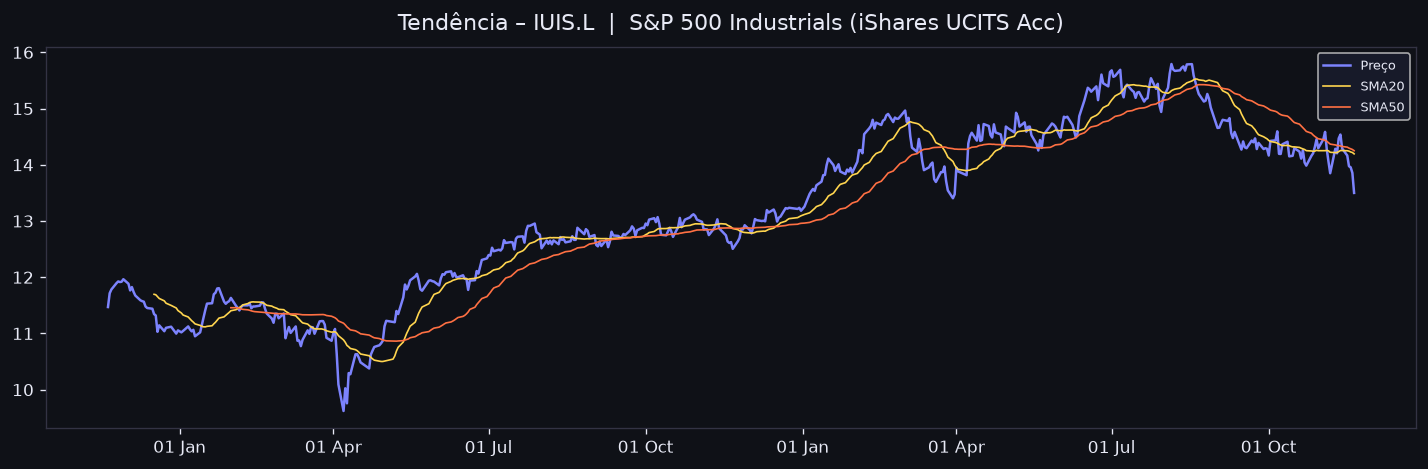 Tendência – IUIS.L | S&P 500 Industrials (iShares UCITS Acc)
16
15
14
13
12
11
10
Preço
SMA20
SMA50
01 Jan
01 Apr
01 Jul
01 Oct
01 Jan
01 Apr
01 Jul
01 Oct